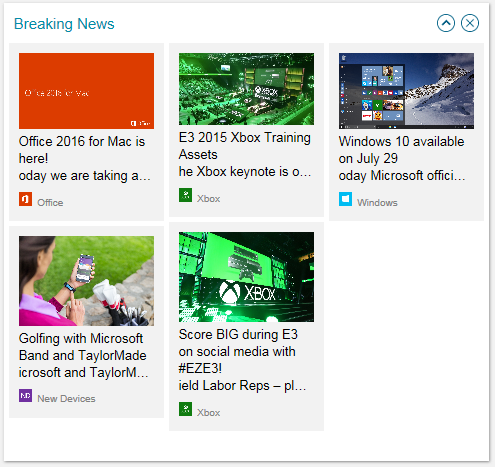 Breaking News
Office 2016 for Mac
Office
Office 2016 for Mac is
here!
oday we are taking a…
Office
E3 2015 Xbox Training
Assets
he Xbox keynote is o…
Xbox
Windows 10 available
on July 29
oday Microsoft offici…
Windows
Golfing with Microsoft
Band and TaylorMade
icrosoft and TaylorM…
ND
New Devices
XBOX
Score BIG during E3
on social media with
#EZE3!
ield Labor Reps – pl…
Xbox